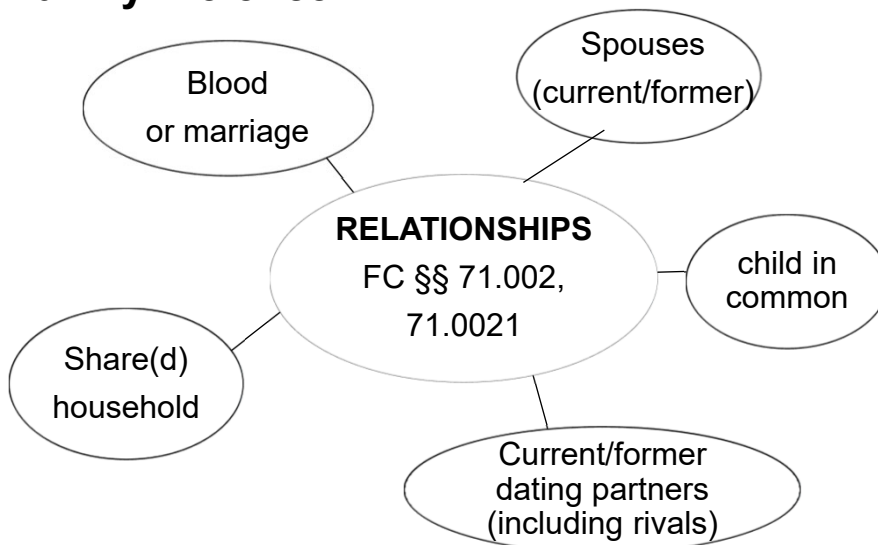 Blood
or marriage
Spouses
(current/former)
RELATIONSHIPS
FC §§ 71.002,
71.0021
child in
common
Share(d)
household
Current/former
dating partners
(including rivals)